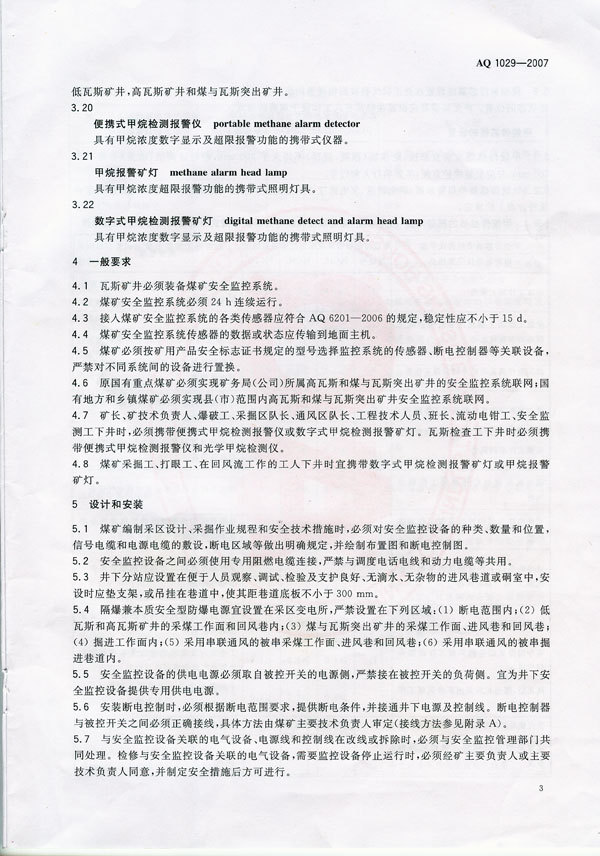 AQ 1029—2007
低瓦斯矿井,高瓦斯矿井和煤与瓦斯突出矿井。
3.20
便携式甲烷检测报警仪 portable methane alarm detector
具有甲烷浓度数字显示及超限报警功能的携带式仪器。
3.21
甲烷报警矿灯 methane alarm head lamp
具有甲烷浓度超限报警功能的携带式照明灯具。
3.22
数字式甲烷检测报警矿灯 digital methane detect and alarm head lamp
具有甲烷浓度数字显示及超限报警功能的携带式照明灯具。
4 一般要求
4.1 瓦斯矿井必须装备煤矿安全监控系统。
4.2 煤矿安全监控系统必须 24 h 连续运行。
4.3 接入煤矿安全监控系统的各类传感器应符合 AQ 6201—2006 的规定,稳定性应不小于 15 d。
4.4 煤矿安全监控系统传感器的数据或状态应传输到地面主机。
4.5 煤矿必须按矿用产品安全标志证书规定的型号选择监控系统的传感器、断电控制器等关联设备,
严禁对不同系统间的设备进行置换。
4.6 原国有重点煤矿必须实现矿务局(公司)所属高瓦斯和煤与瓦斯突出矿井的安全监控系统联网;国
有地方和乡镇煤矿必须实现县(市)范围内高瓦斯和煤与瓦斯突出矿井安全监控系统联网。
4.7 矿长、矿技术负责人、爆破工、采掘区队长、通风区队长、工程技术人员、班长、流动电钳工、安全监
测工下井时,必须携带便携式甲烷检测报警仪或数字式甲烷检测报警矿灯。瓦斯检查工下井时必须携
带便携式甲烷检测报警仪和光学甲烷检测仪。
4.8 煤矿采掘工、打眼工、在回风流工作的工人下井时宜携带数字式甲烷检测报警矿灯或甲烷报警
矿灯。
5 设计和安装
5.1 煤矿编制采区设计、采掘作业规程和安全技术措施时,必须对安全监控设备的种类、数量和位置,
信号电缆和电源电缆的敷设,断电区域等做出明确规定,并绘制布置图和断电控制图。
5.2 安全监控设备之间必须使用专用阻燃电缆连接,严禁与调度电话电线和动力电缆等共用。
5.3 井下分站应设置在便于人员观察、调试、检验及支护良好、无滴水、无杂物的进风巷道或硐室中,安
设时应垫支架,或吊挂在巷道中,使其距巷道底板不小于 300 mm。
5.4 隔爆兼本质安全型防爆电源宜设置在采区变电所,严禁设置在下列区域:(1) 断电范围内;(2) 低
瓦斯和高瓦斯矿井的采煤工作面和回风巷内;(3) 煤与瓦斯突出矿井的采煤工作面、进风巷和回风巷;
(4) 掘进工作面内;(5) 采用串联通风的被串采煤工作面、进风巷和回风巷;(6) 采用串联通风的被串掘
进巷道内。
5.5 安全监控设备的供电电源必须取自被控开关的电源侧,严禁接在被控开关的负荷侧。宜为井下安
全监控设备提供专用供电电源。
5.6 安装断电控制时,必须根据断电范围要求,提供断电条件,并接通井下电源及控制线。断电控制器
与被控开关之间必须正确接线,具体方法由煤矿主要技术负责人审定(接线方法参见附录 A)。
5.7 与安全监控设备关联的电气设备、电源线和控制线在改线或拆除时,必须与安全监控管理部门共
同处理。检修与安全监控设备关联的电气设备,需要监控设备停止运行时,必须经矿主要负责人或主要
技术负责人同意,并制定安全措施后方可进行。
3